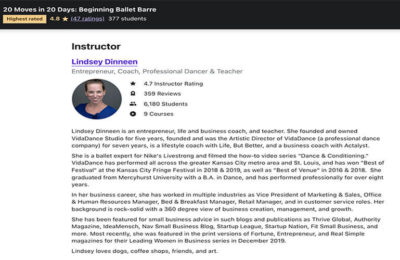 20 Moves in 20 Days: Beginning Ballet Barre
Highest rated 4.8 ★ (47 ratings) 377 students
Instructor
Lindsey Dinneen
Entrepreneur, Coach, Professional Dancer & Teacher
4.7 Instructor Rating
359 Reviews
6,180 Students
9 Courses
Lindsey Dinneen is an entrepreneur, life and business coach, and teacher. She founded and owned
VidaDance Studio for five years, founded and was the Artistic Director of VidaDance (a professional dance
company) for seven years, is a lifestyle coach with Life, But Better, and a business coach with Actalyst.
She is a ballet expert for Nike's Livestrong and filmed the how-to video series "Dance & Conditioning."
VidaDance has performed all across the greater Kansas City metro area and St. Louis, and has won "Best of
Festival" at the Kansas City Fringe Festival in 2018 & 2019, as well as "Best of Venue" in 2016 & 2018. She
graduated from Mercyhurst University with a B.A. in Dance, and has performed professionally for over eight
years.
In her business career, she has worked in multiple industries as Vice President of Marketing & Sales, Office
& Human Resources Manager, Bed & Breakfast Manager, Retail Manager, and in customer service roles. Her
background is rock-solid with a 360 degree view of business creation, management, and growth.
She has been featured for small business advice in such blogs and publications as Thrive Global, Authority
Magazine, IdeaMensch, Nav Small Business Blog, Startup League, Startup Nation, Fit Small Business, and
more. Most recently, she was featured in the print versions of Fortune, Entrepreneur, and Real Simple
magazines for their Leading Women in Business series in December 2019.
Lindsey loves dogs, coffee shops, friends, and art.